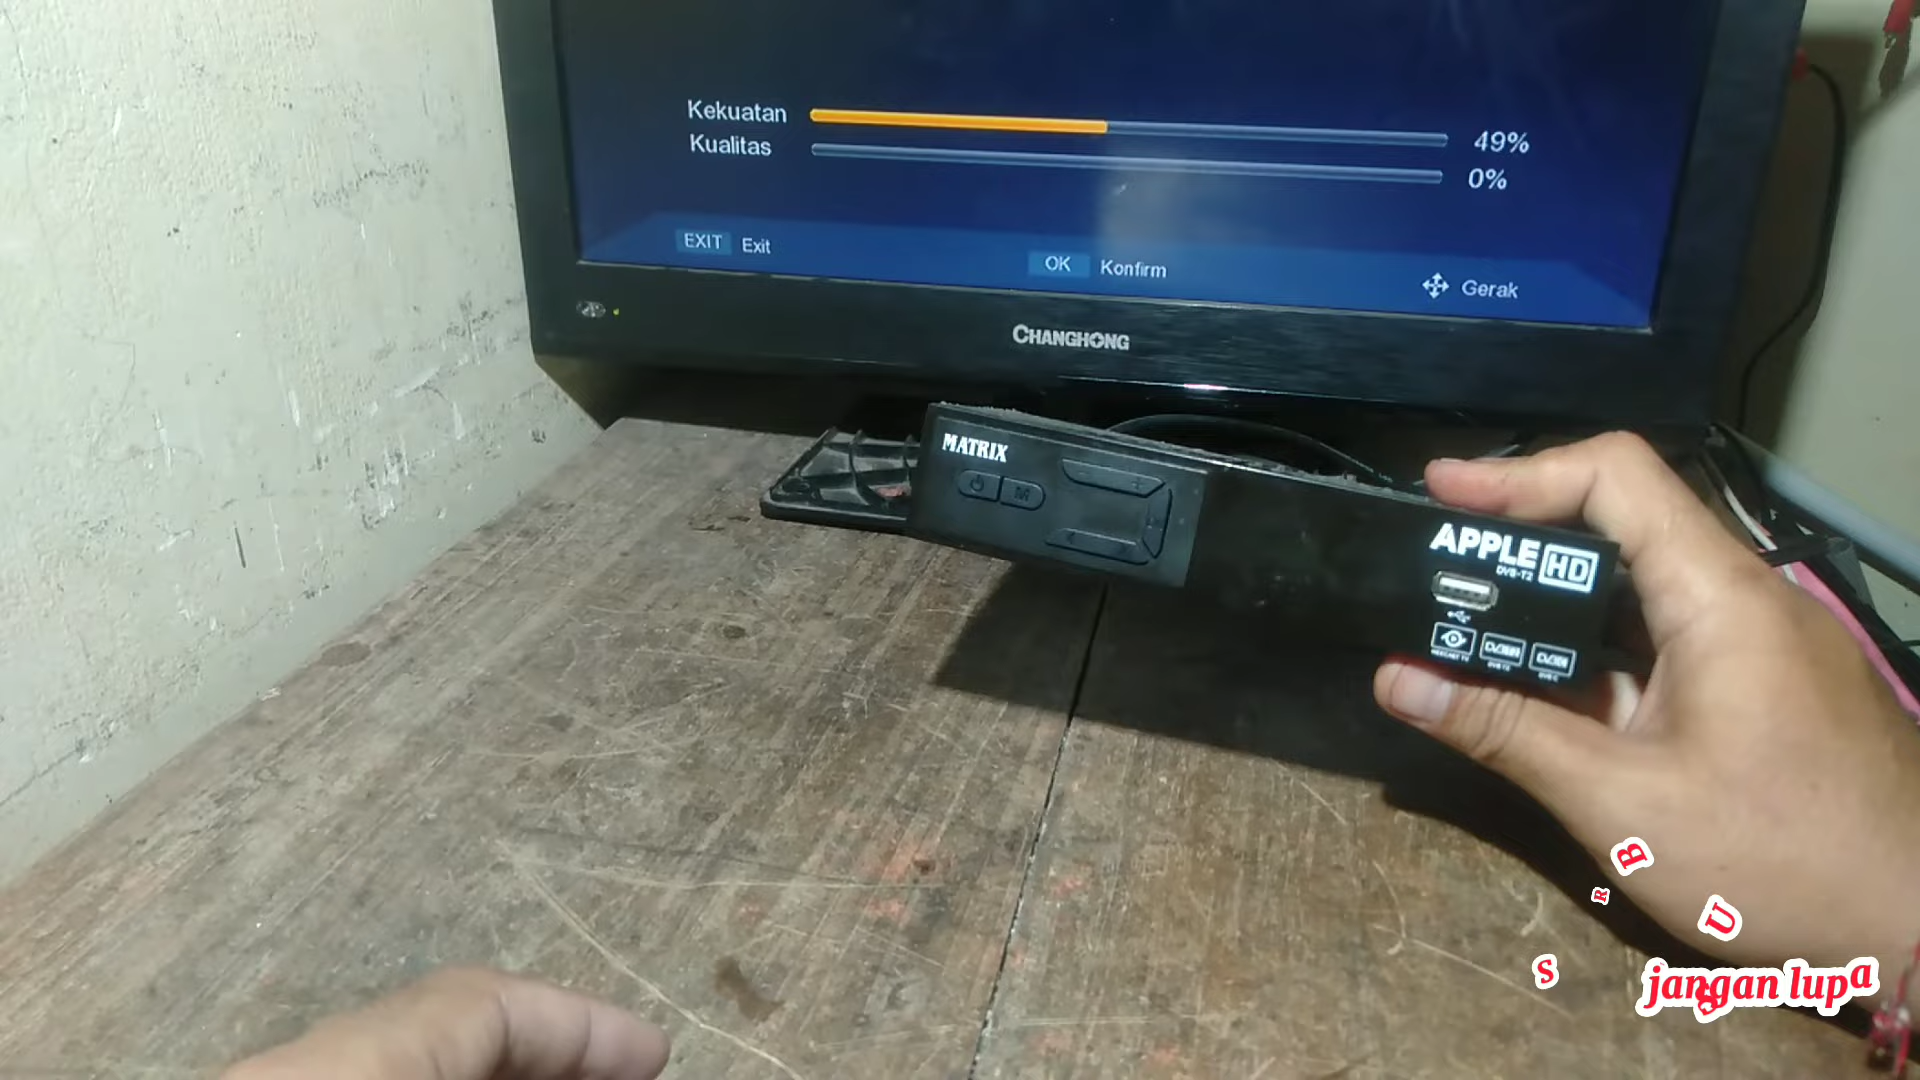 Kekuatan 49%
Kualitas 0%
EXIT Exit
OK Konfirm
Gerak
CHANGHONG
MATRIX
M
APPLE HD
DVB-T2
B
R
U
S
jangan lupa